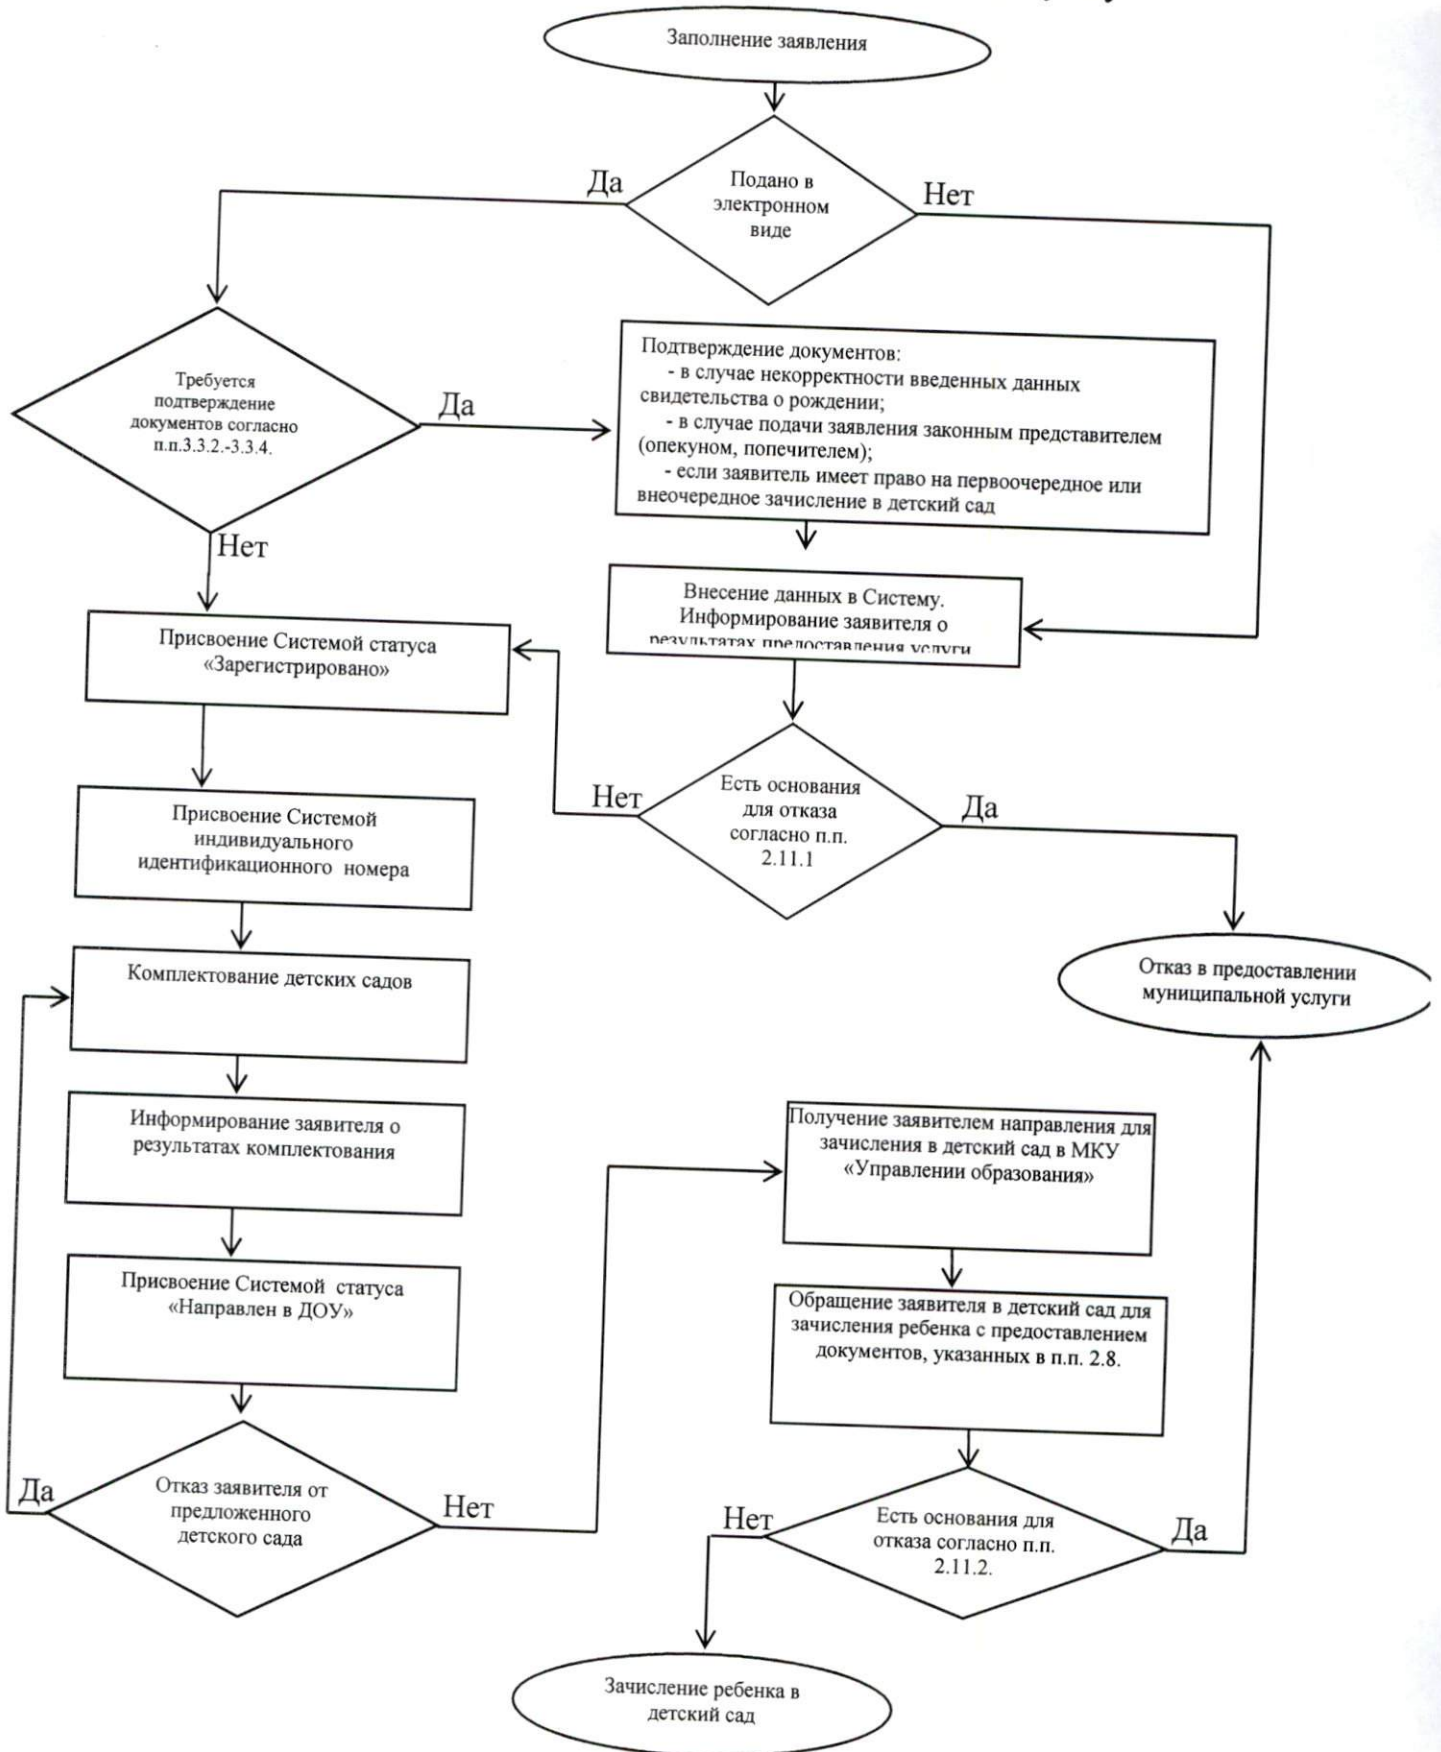 Заполнение заявления
Подано в
электронном
виде
Да
Нет
Требуется
подтверждение
документов согласно
п.п.3.3.2.-3.3.4.
Да
Нет
Подтверждение документов:
- в случае некорректности введенных данных
свидетельства о рождении;
- в случае подачи заявления законным представителем
(опекуном, попечителем);
- если заявитель имеет право на первоочередное или
внеочередное зачисление в детский сад
Внесение данных в Систему.
Информирование заявителя о
результатах предоставления услуги
Присвоение Системой статуса
«Зарегистрировано»
Есть основания
для отказа
согласно п.п.
2.11.1
Нет
Да
Присвоение Системой
индивидуального
идентификационного номера
Отказ в предоставлении
муниципальной услуги
Комплектование детских садов
Информирование заявителя о
результатах комплектования
Присвоение Системой статуса
«Направлен в ДОУ»
Отказ заявителя от
предложенного
детского сада
Да
Нет
Получение заявителем направления для
зачисления в детский сад в МКУ
«Управлении образования»
Обращение заявителя в детский сад для
зачисления ребенка с предоставлением
документов, указанных в п.п. 2.8.
Есть основания для
отказа согласно п.п.
2.11.2.
Нет
Да
Зачисление ребенка в
детский сад